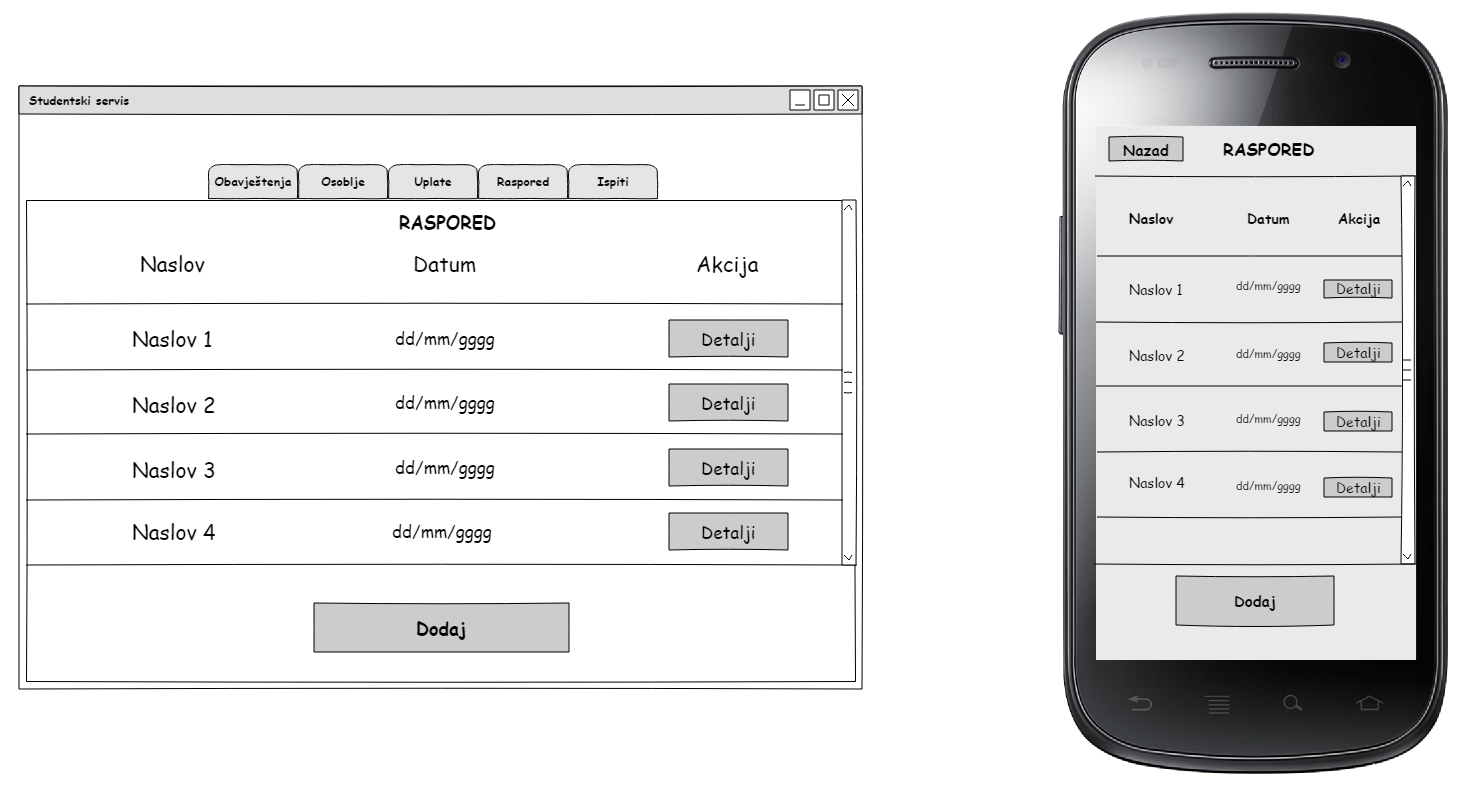 Studentski servis
Obavještenja Osoblje Uplate Raspored Ispiti
RASPORED
Naslov Datum Akcija
Naslov 1 dd/mm/gggg Detalji
Naslov 2 dd/mm/gggg Detalji
Naslov 3 dd/mm/gggg Detalji
Naslov 4 dd/mm/gggg Detalji
Dodaj
Nazad RASPORED
Naslov Datum Akcija
Naslov 1 dd/mm/gggg Detalji
Naslov 2 dd/mm/gggg Detalji
Naslov 3 dd/mm/gggg Detalji
Naslov 4 dd/mm/gggg Detalji
Dodaj